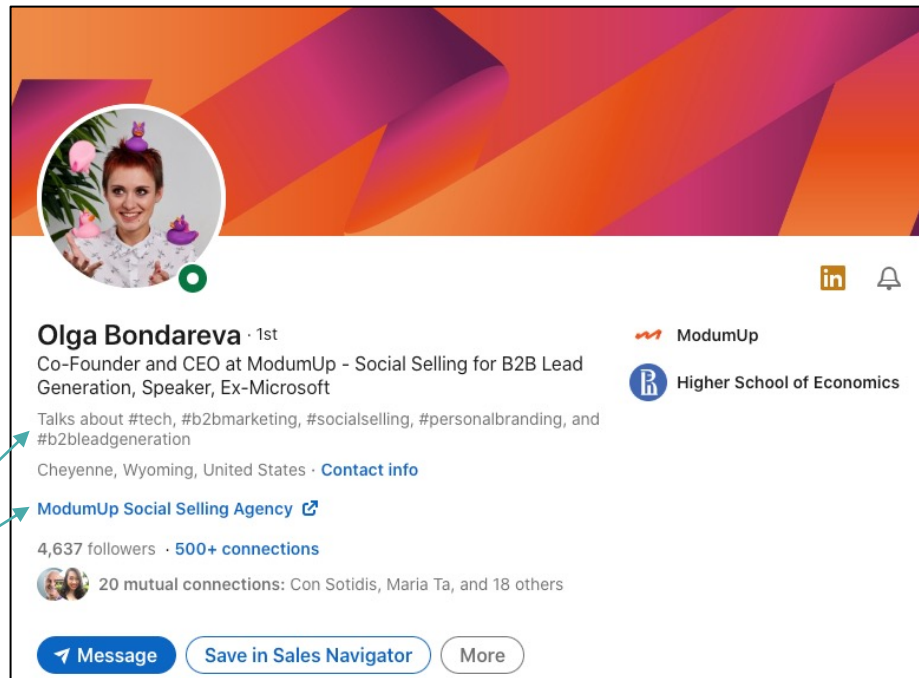 in
Olga Bondareva · 1st
ModumUp
Co-Founder and CEO at ModumUp - Social Selling for B2B Lead
Generation, Speaker, Ex-Microsoft
Higher School of Economics
Talks about #tech, #b2bmarketing, #socialselling, #personalbranding, and
#b2bleadgeneration
Cheyenne, Wyoming, United States · Contact info
ModumUp Social Selling Agency
4,637 followers · 500+ connections
20 mutual connections: Con Sotidis, Maria Ta, and 18 others
Message
Save in Sales Navigator
More